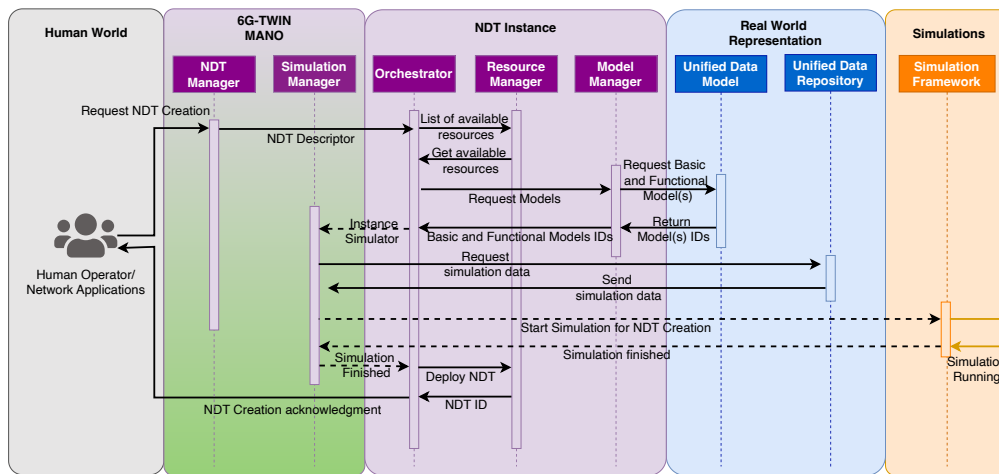 Human World
6G-TWIN
MANO
NDT Instance
Real World
Representation
Simulations
NDT
Manager
Simulation
Manager
Orchestrator
Resource
Manager
Model
Manager
Unified Data
Model
Unified Data
Repository
Simulation
Framework
Request NDT Creation
NDT Descriptor
List of available
resources
Get available
resources
Request Models
Request Basic
and Functional
Model(s)
Instance
Simulator
Basic and Functional Models IDs
Return
Model(s) IDs
Human Operator/
Network Applications
Request
simulation data
Send
simulation data
Start Simulation for NDT Creation
Simulation finished
Simulation
Finished
Deploy NDT
Simulation
Running
NDT Creation acknowledgment
NDT ID